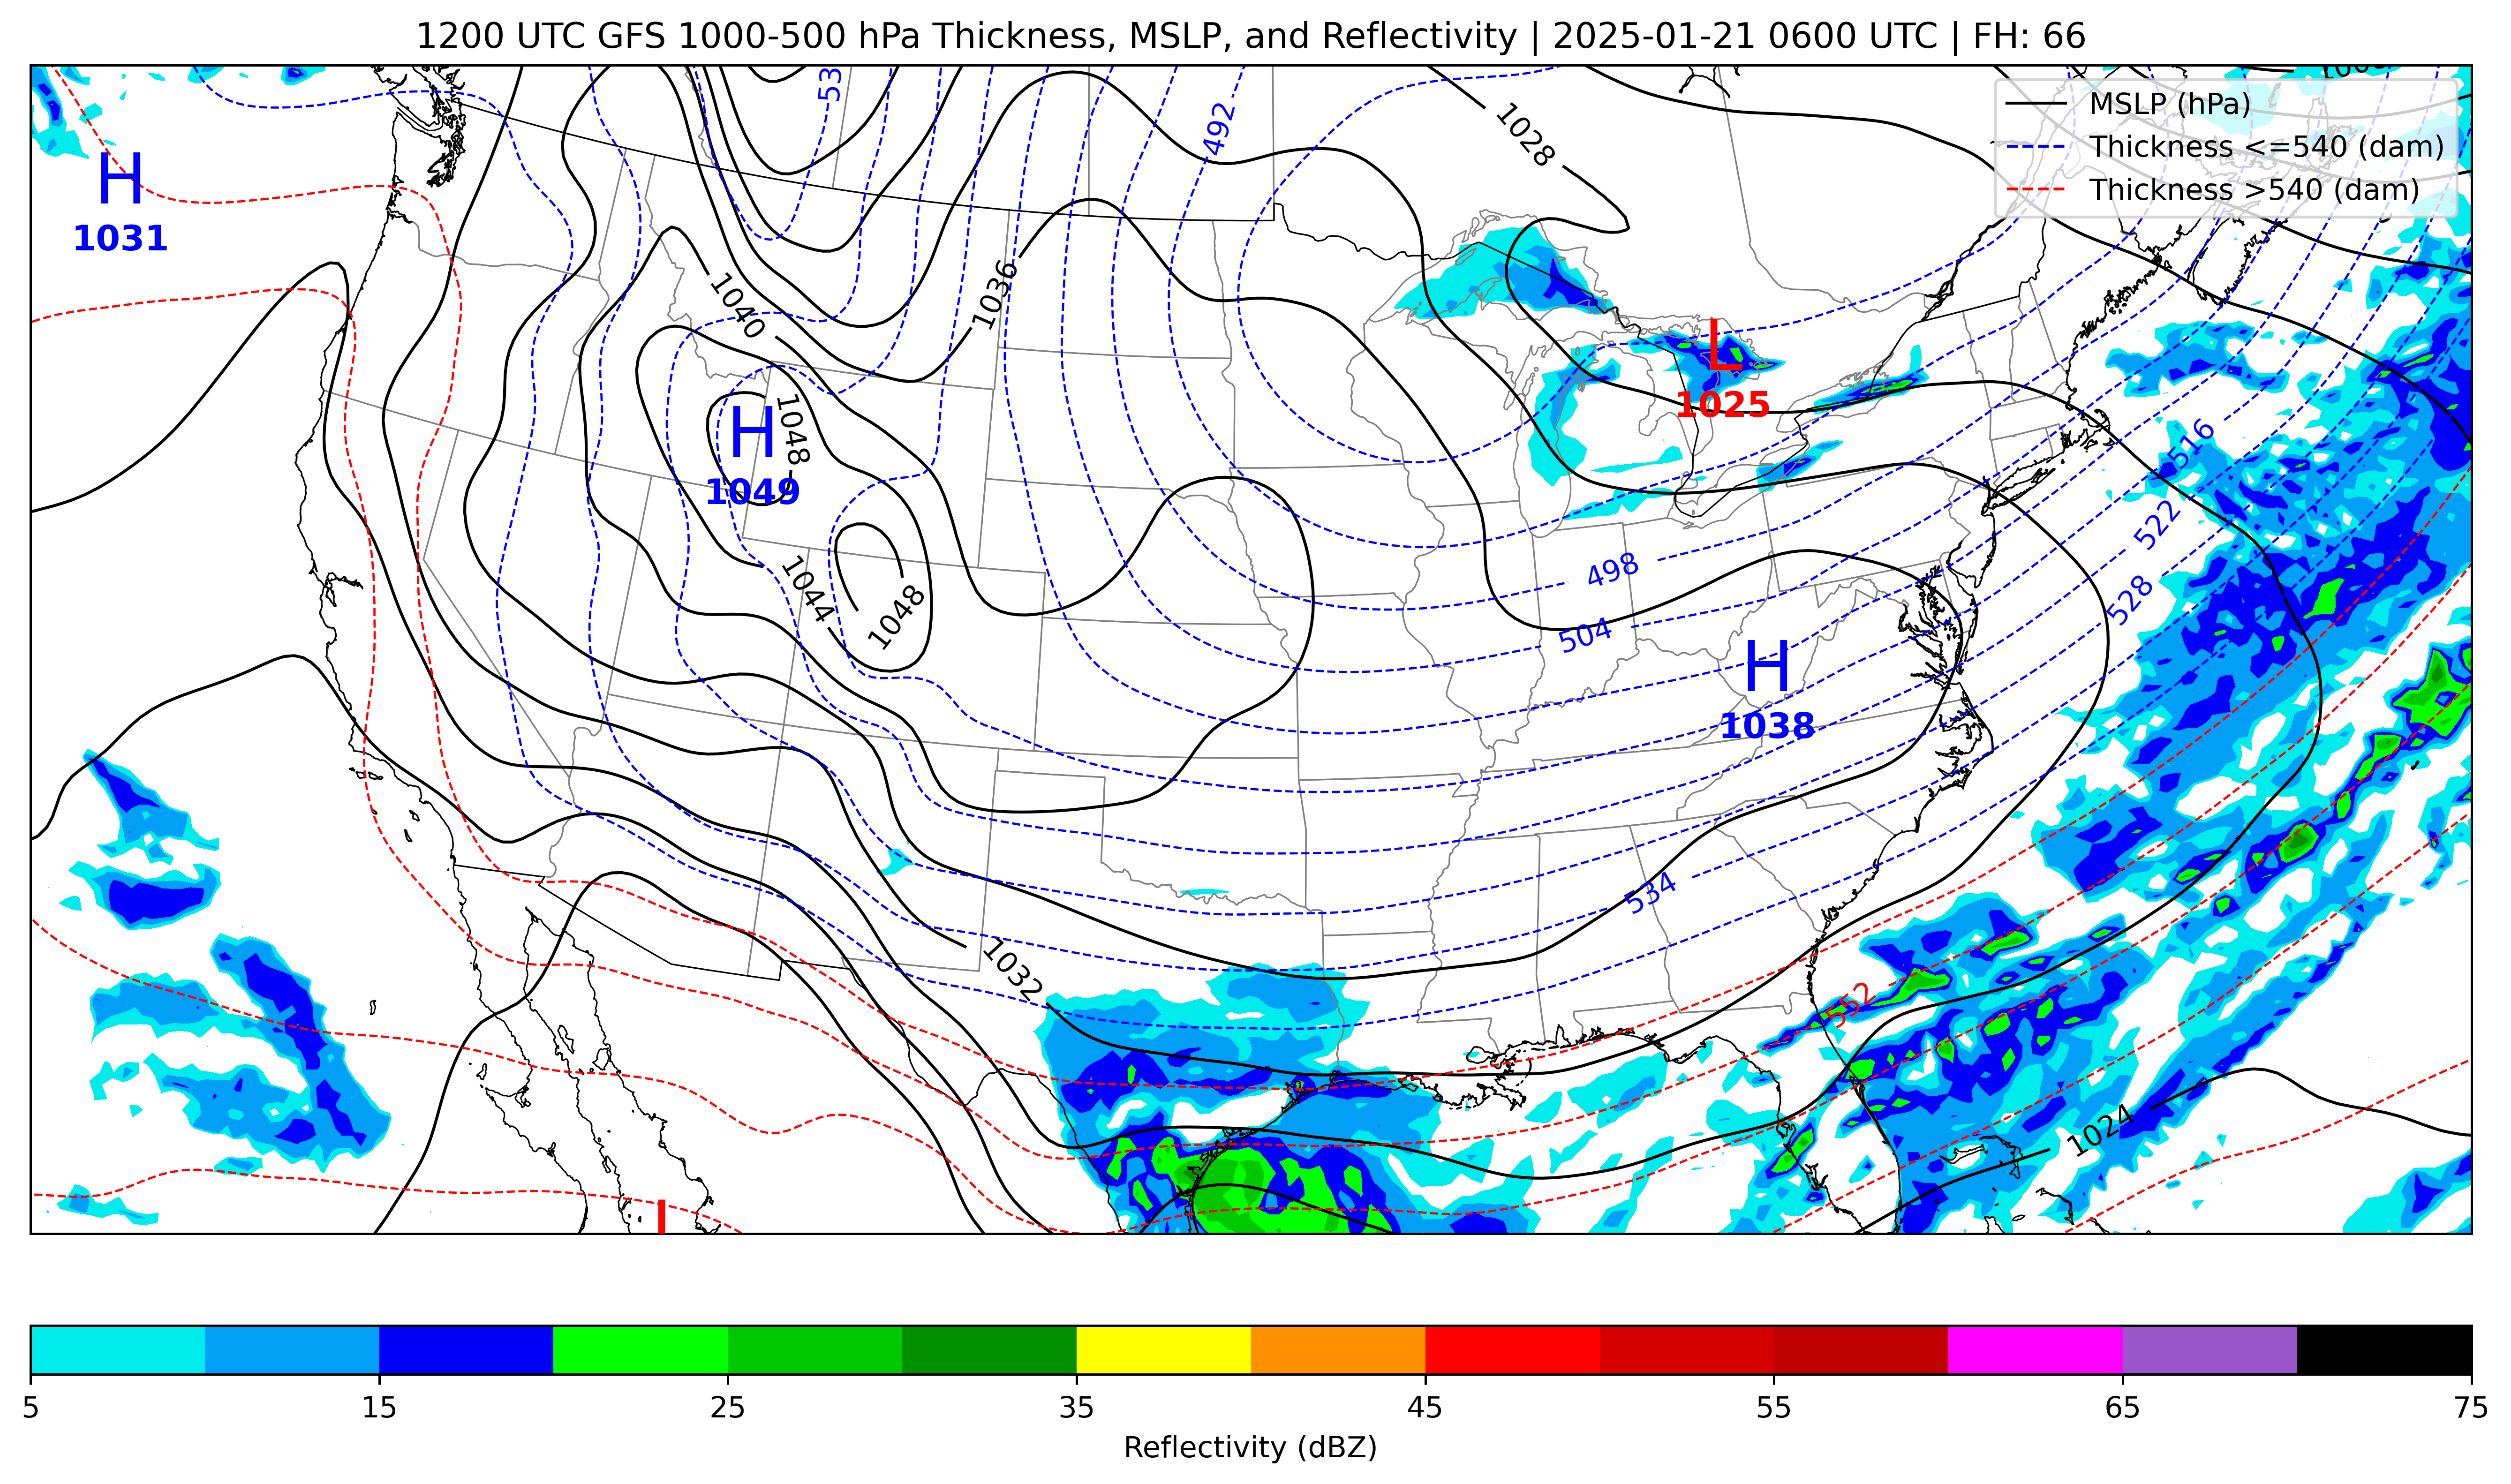 1200 UTC GFS 1000-500 hPa Thickness, MSLP, and Reflectivity | 2025-01-21 0600 UTC | FH: 66
MSLP (hPa)
Thickness <=540 (dam)
Thickness >540 (dam)
53
492
1028
H
1031
1036
1040
L
1025
H
1049
1048
516
522
498
528
1044
1048
504
H
1038
534
1032
552
1024
L
5 15 25 35 45 55 65 75
Reflectivity (dBZ)